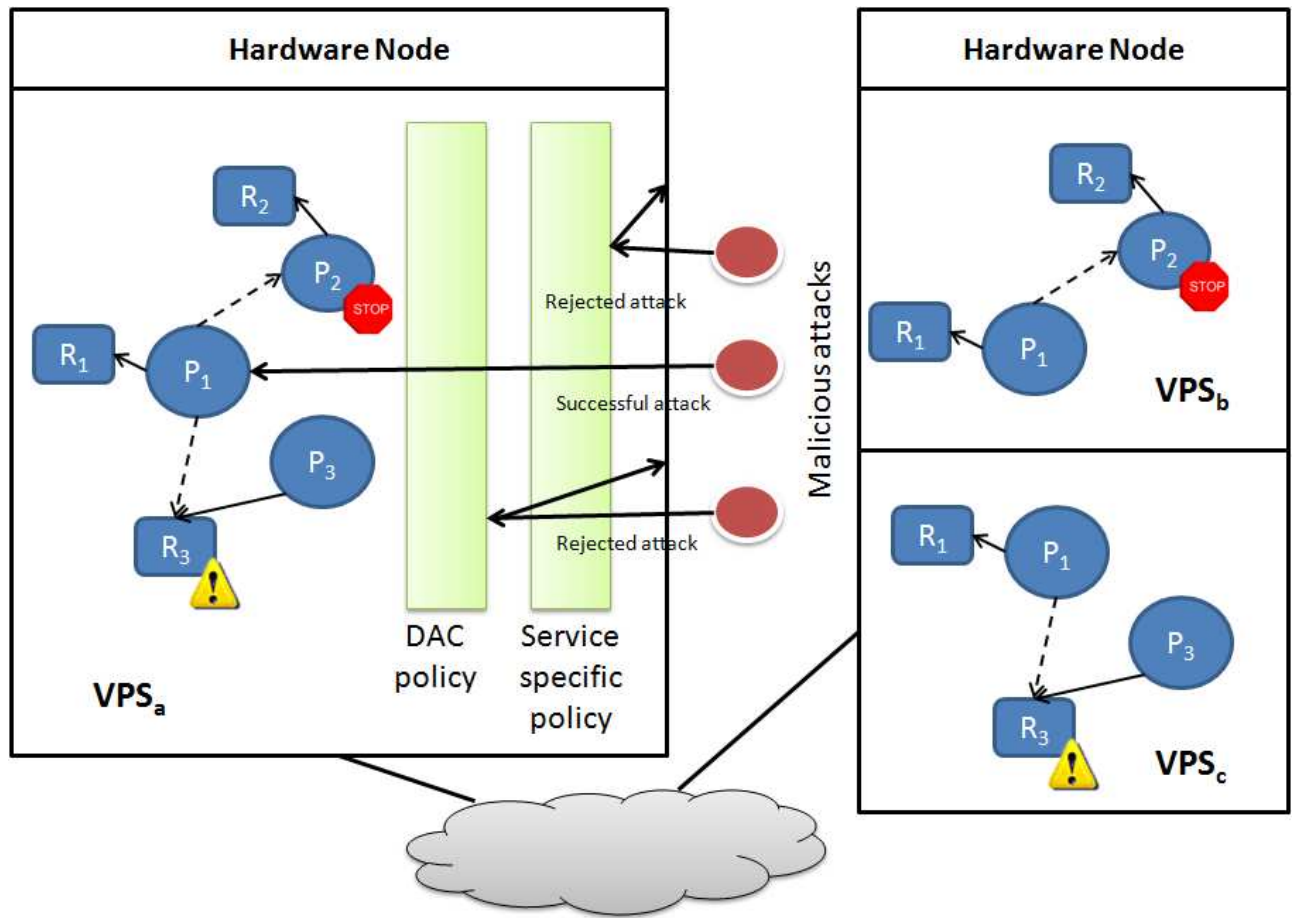 Hardware Node
R2
P2
STOP
R1
P1
P3
R3
VPSa
DAC
policy
Service
specific
policy
Rejected attack
Successful attack
Rejected attack
Malicious attacks
Hardware Node
R2
P2
STOP
R1
P1
VPSb
R1
P1
P3
R3
VPSc